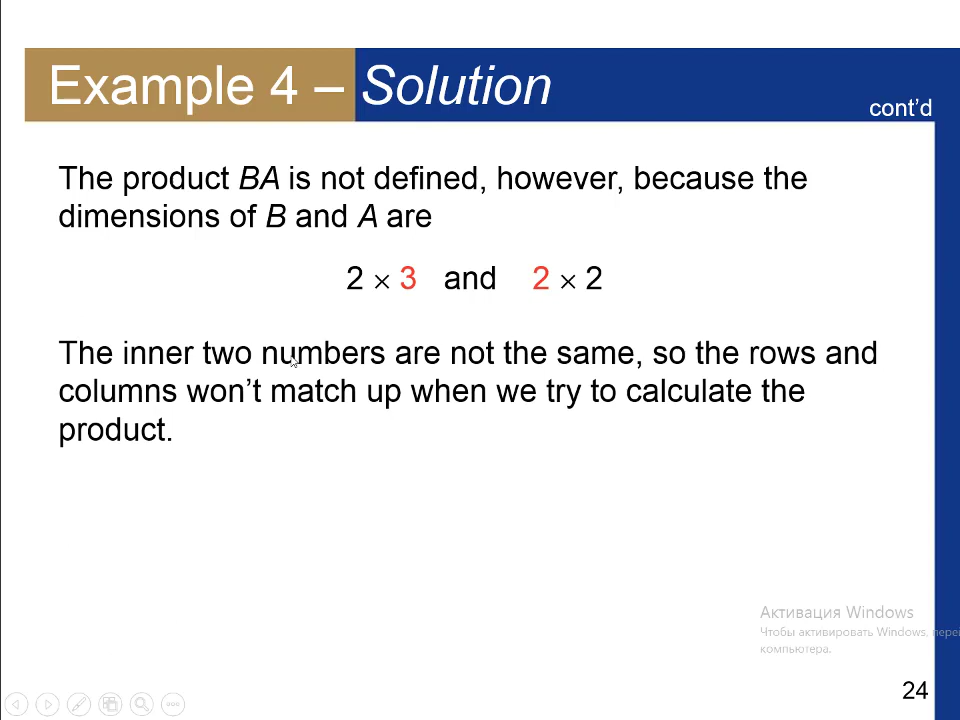 Example 4 – Solution
cont’d
The product BA is not defined, however, because the
dimensions of B and A are
2 × 3 and 2 × 2
The inner two numbers are not the same, so the rows and
columns won’t match up when we try to calculate the
product.
Активация Windows
Чтобы активировать Windows,
компьютера.
24